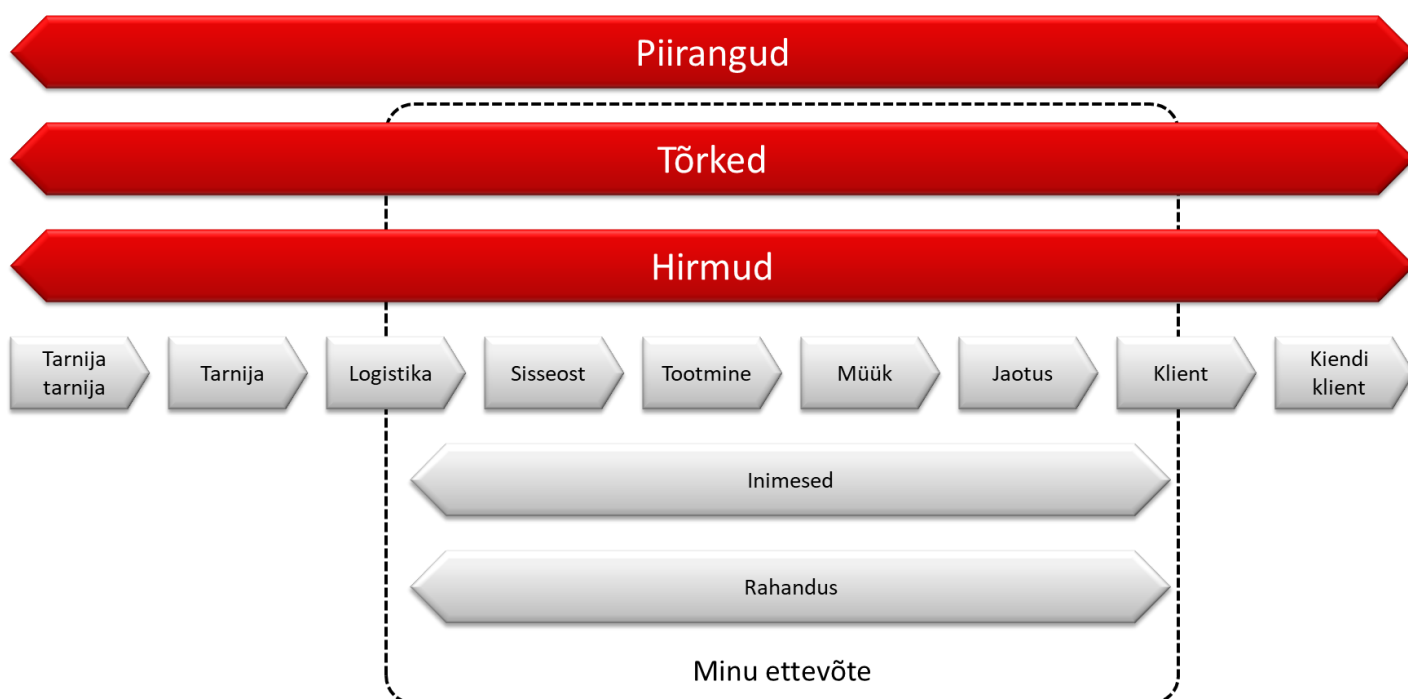 Piirangud
Tõrked
Hirmud
Tarnija
tarnija
Tarnija
Logistika
Sisseost
Tootmine
Müük
Jaotus
Klient
Kiendi
klient
Inimesed
Rahandus
Minu ettevõte